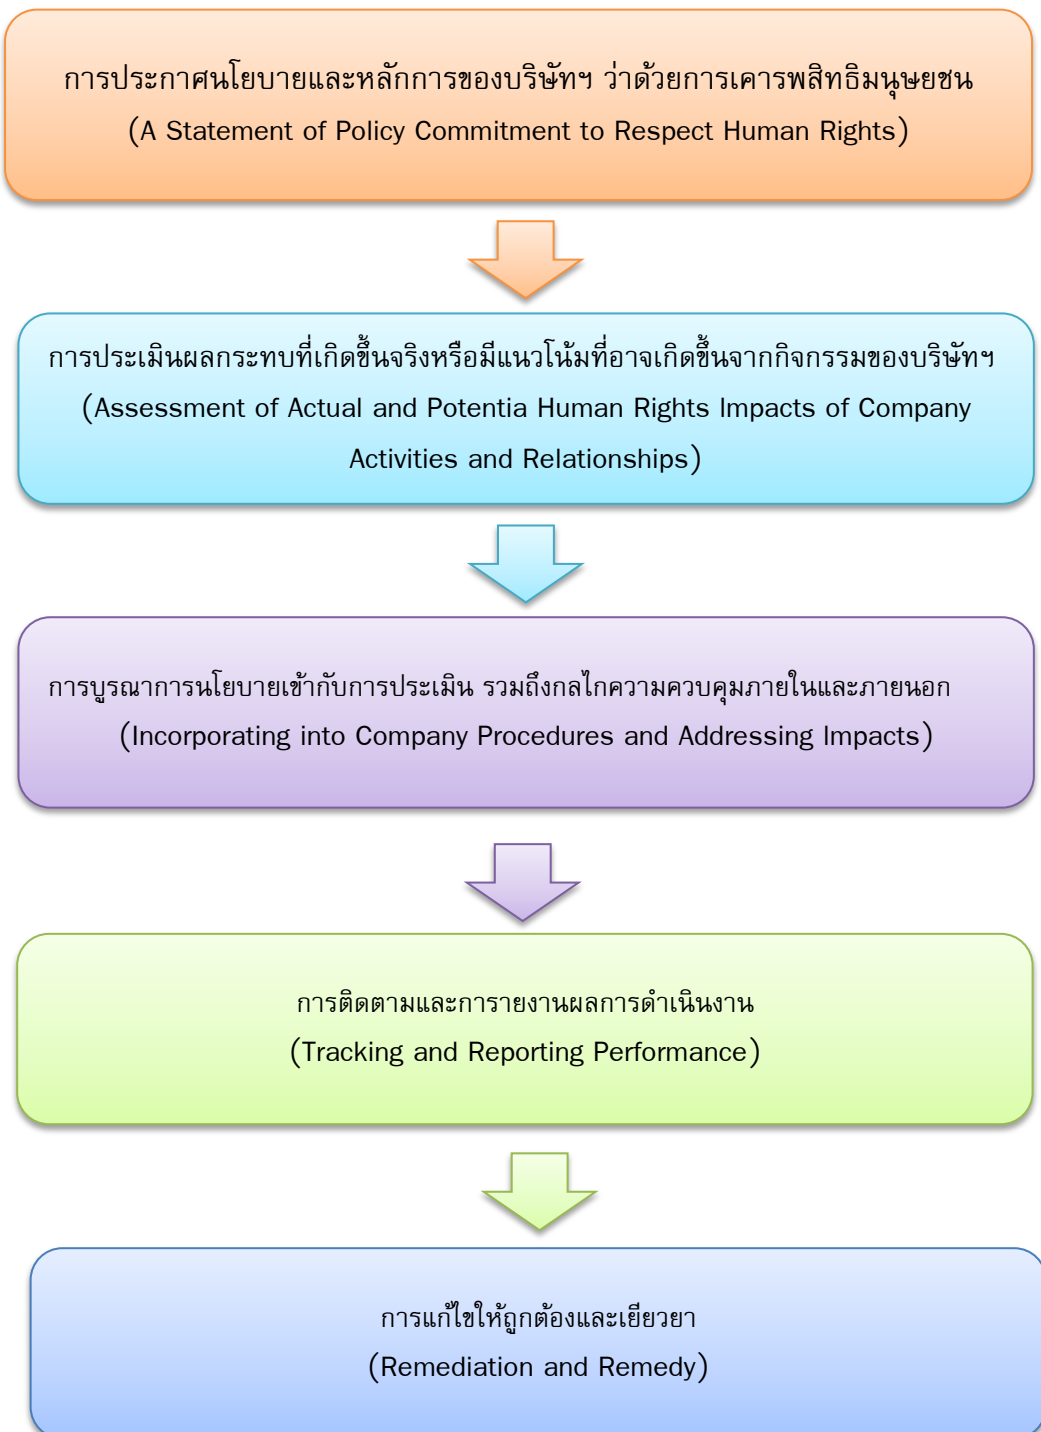 การประกาศนโยบายและหลักการของบริษัทฯ ว่าด้วยการเคารพสิทธิมนุษยชน
(A Statement of Policy Commitment to Respect Human Rights)
การประเมินผลกระทบที่เกิดขึ้นจริงหรือมีแนวโน้มที่อาจเกิดขึ้นจากกิจกรรมของบริษัทฯ
(Assessment of Actual and Potentia Human Rights Impacts of Company
Activities and Relationships)
การบูรณาการนโยบายเข้ากับการประเมิน รวมถึงกลไกความควบคุมภายในและภายนอก
(Incorporating into Company Procedures and Addressing Impacts)
การติดตามและการายงานผลการดำเนินงาน
(Tracking and Reporting Performance)
การแก้ไขให้ถูกต้องและเยียวยา
(Remediation and Remedy)